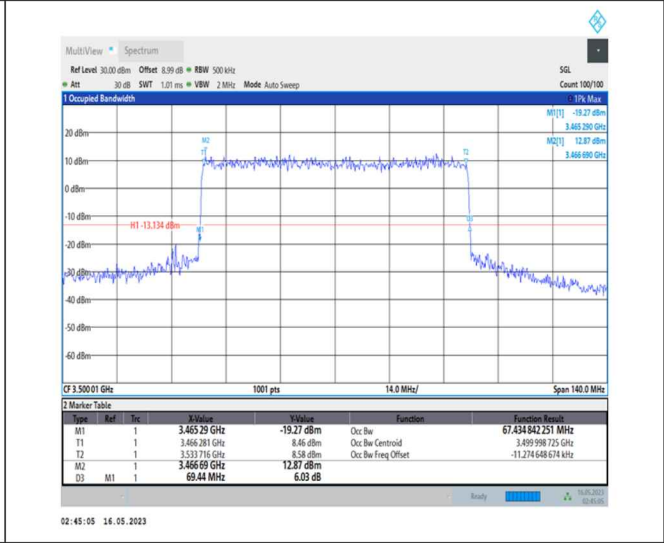 MultiView Spectrum
Ref Level 30.00 dBm Offset 8.99 dB RBW 500 kHz SGL
Att 30 dB SWT 1.01 ms VBW 2 MHz Mode Auto Sweep Count 100/100
1 Occupied Bandwidth 1Pk Max
M1[1] -19.27 dBm
3.465 290 GHz
M2[1] 12.87 dBm
3.466 690 GHz
20 dBm
M2
T1
T2
10 dBm
0 dBm
-10 dBm
H1 -13.134 dBm
M1
-20 dBm
-30 dBm
-40 dBm
-50 dBm
-60 dBm
CF 3.500 01 GHz 1001 pts 14.0 MHz/ Span 140.0 MHz
2 Marker Table
Type Ref Trc X-Value Y-Value Function Function Result
M1 1 3.465 29 GHz -19.27 dBm Occ Bw 67.434 842 251 MHz
T1 1 3.466 281 GHz 8.46 dBm Occ Bw Centroid 3.499 998 725 GHz
T2 1 3.533 716 GHz 8.58 dBm Occ Bw Freq Offset -11.274 648 674 kHz
M2 1 3.466 69 GHz 12.87 dBm
D3 M1 1 69.44 MHz 6.03 dB
Ready 16.05.2023
02:45:05
02:45:05 16.05.2023